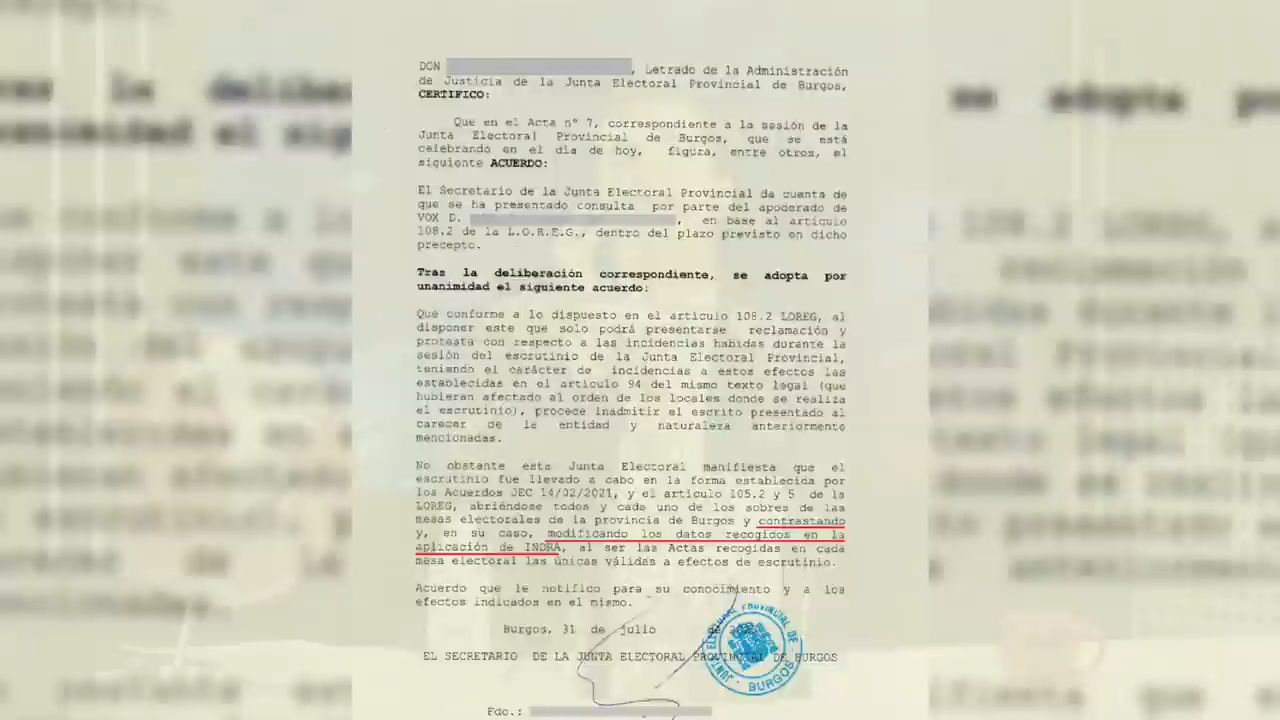 DON , Letrado de la Administración
de Justicia de la Junta Electoral Provincial de Burgos,
CERTIFICO:
Que en el Acta nº 7, correspondiente a la sesión de la
Junta Electoral Provincial de Burgos, que se está
celebrando en el día de hoy, figura, entre otros, el
siguiente ACUERDO:
El Secretario de la Junta Electoral Provincial da cuenta de
que se ha presentado consulta por parte del apoderado de
VOX D. , en base al artículo
108.2 de la L.O.R.E.G., dentro del plazo previsto en dicho
precepto.
Tras la deliberación correspondiente, se adopta por
unanimidad el siguiente acuerdo:
Que conforme a lo dispuesto en el artículo 108.2 LOREG, al
disponer este que solo podrá presentarse reclamación y
protesta con respecto a las incidencias habidas durante la
sesión del escrutinio de la Junta Electoral Provincial,
teniendo el carácter de incidencias a estos efectos las
establecidas en el artículo 94 del mismo texto legal (que
hubieran afectado al orden de los locales donde se realiza
el escrutinio), procece inadmitir el escrito presentado al
carecer de la entidad y naturaleza anteriormente
mencionadas.
No obstante esta Junta Electoral manifiesta que el
escrutinio fue llevado a cabo en la forma establecida por
los Acuerdos JEC 14/02/2021, y el artículo 105.2 y 5 de la
LOREG, abriéndose todos y cada uno de los sobres de las
mesas electorales de la provincia de Burgos y contrastando
y, en su caso, modificando los datos recogidos en la
aplicación de INDRA, al ser las Actas recogidas en cada
mesa electoral las únicas válidas a efectos de escrutinio.
Acuerdo que le notifico para su conocimiento y a los
efectos indicados en el mismo.
Burgos, 31 de julio
EL SECRETARIO DE LA JUNTA ELECTORAL PROVINCIAL DE BURGOS
JUNTA ELECTORAL PROVINCIAL DE · BURGOS ·
Fdo.: